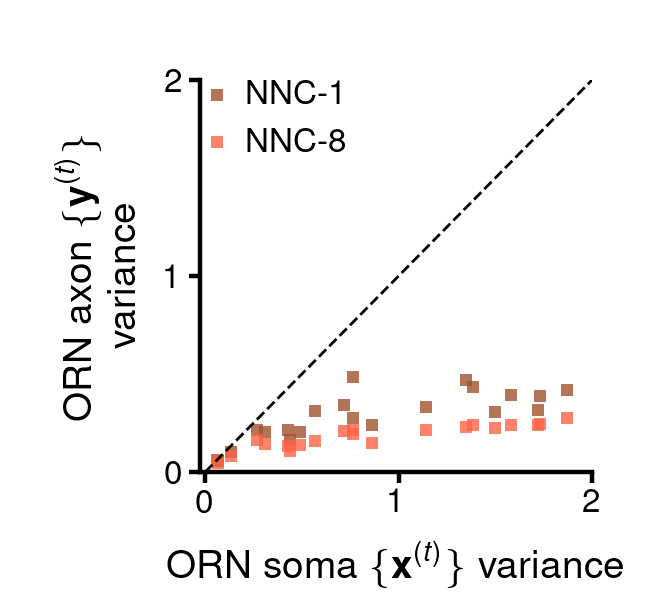 2
NNC-1
NNC-8
ORN axon {y^(t)}
variance
1
0
0 1 2
ORN soma {x^(t)} variance